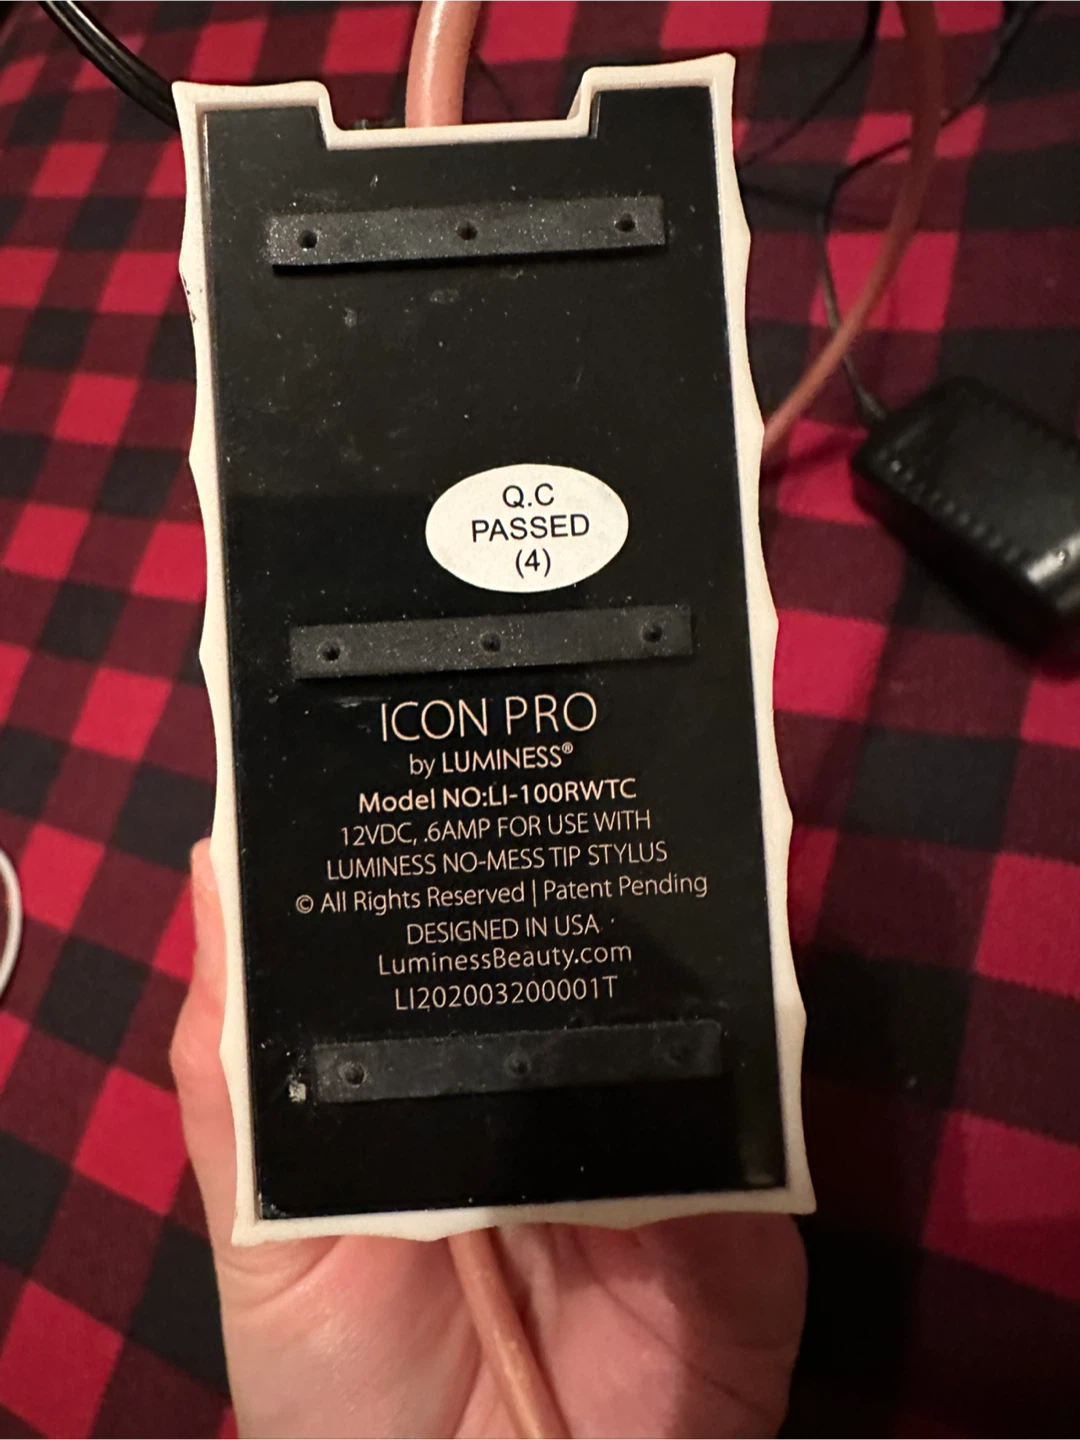 Q.C
PASSED
(4)
ICON PRO
by LUMINESS®
Model NO:LI-100RWTC
12VDC, .6AMP FOR USE WITH
LUMINESS NO-MESS TIP STYLUS
© All Rights Reserved | Patent Pending
DESIGNED IN USA
LuminessBeauty.com
LI202003200001T